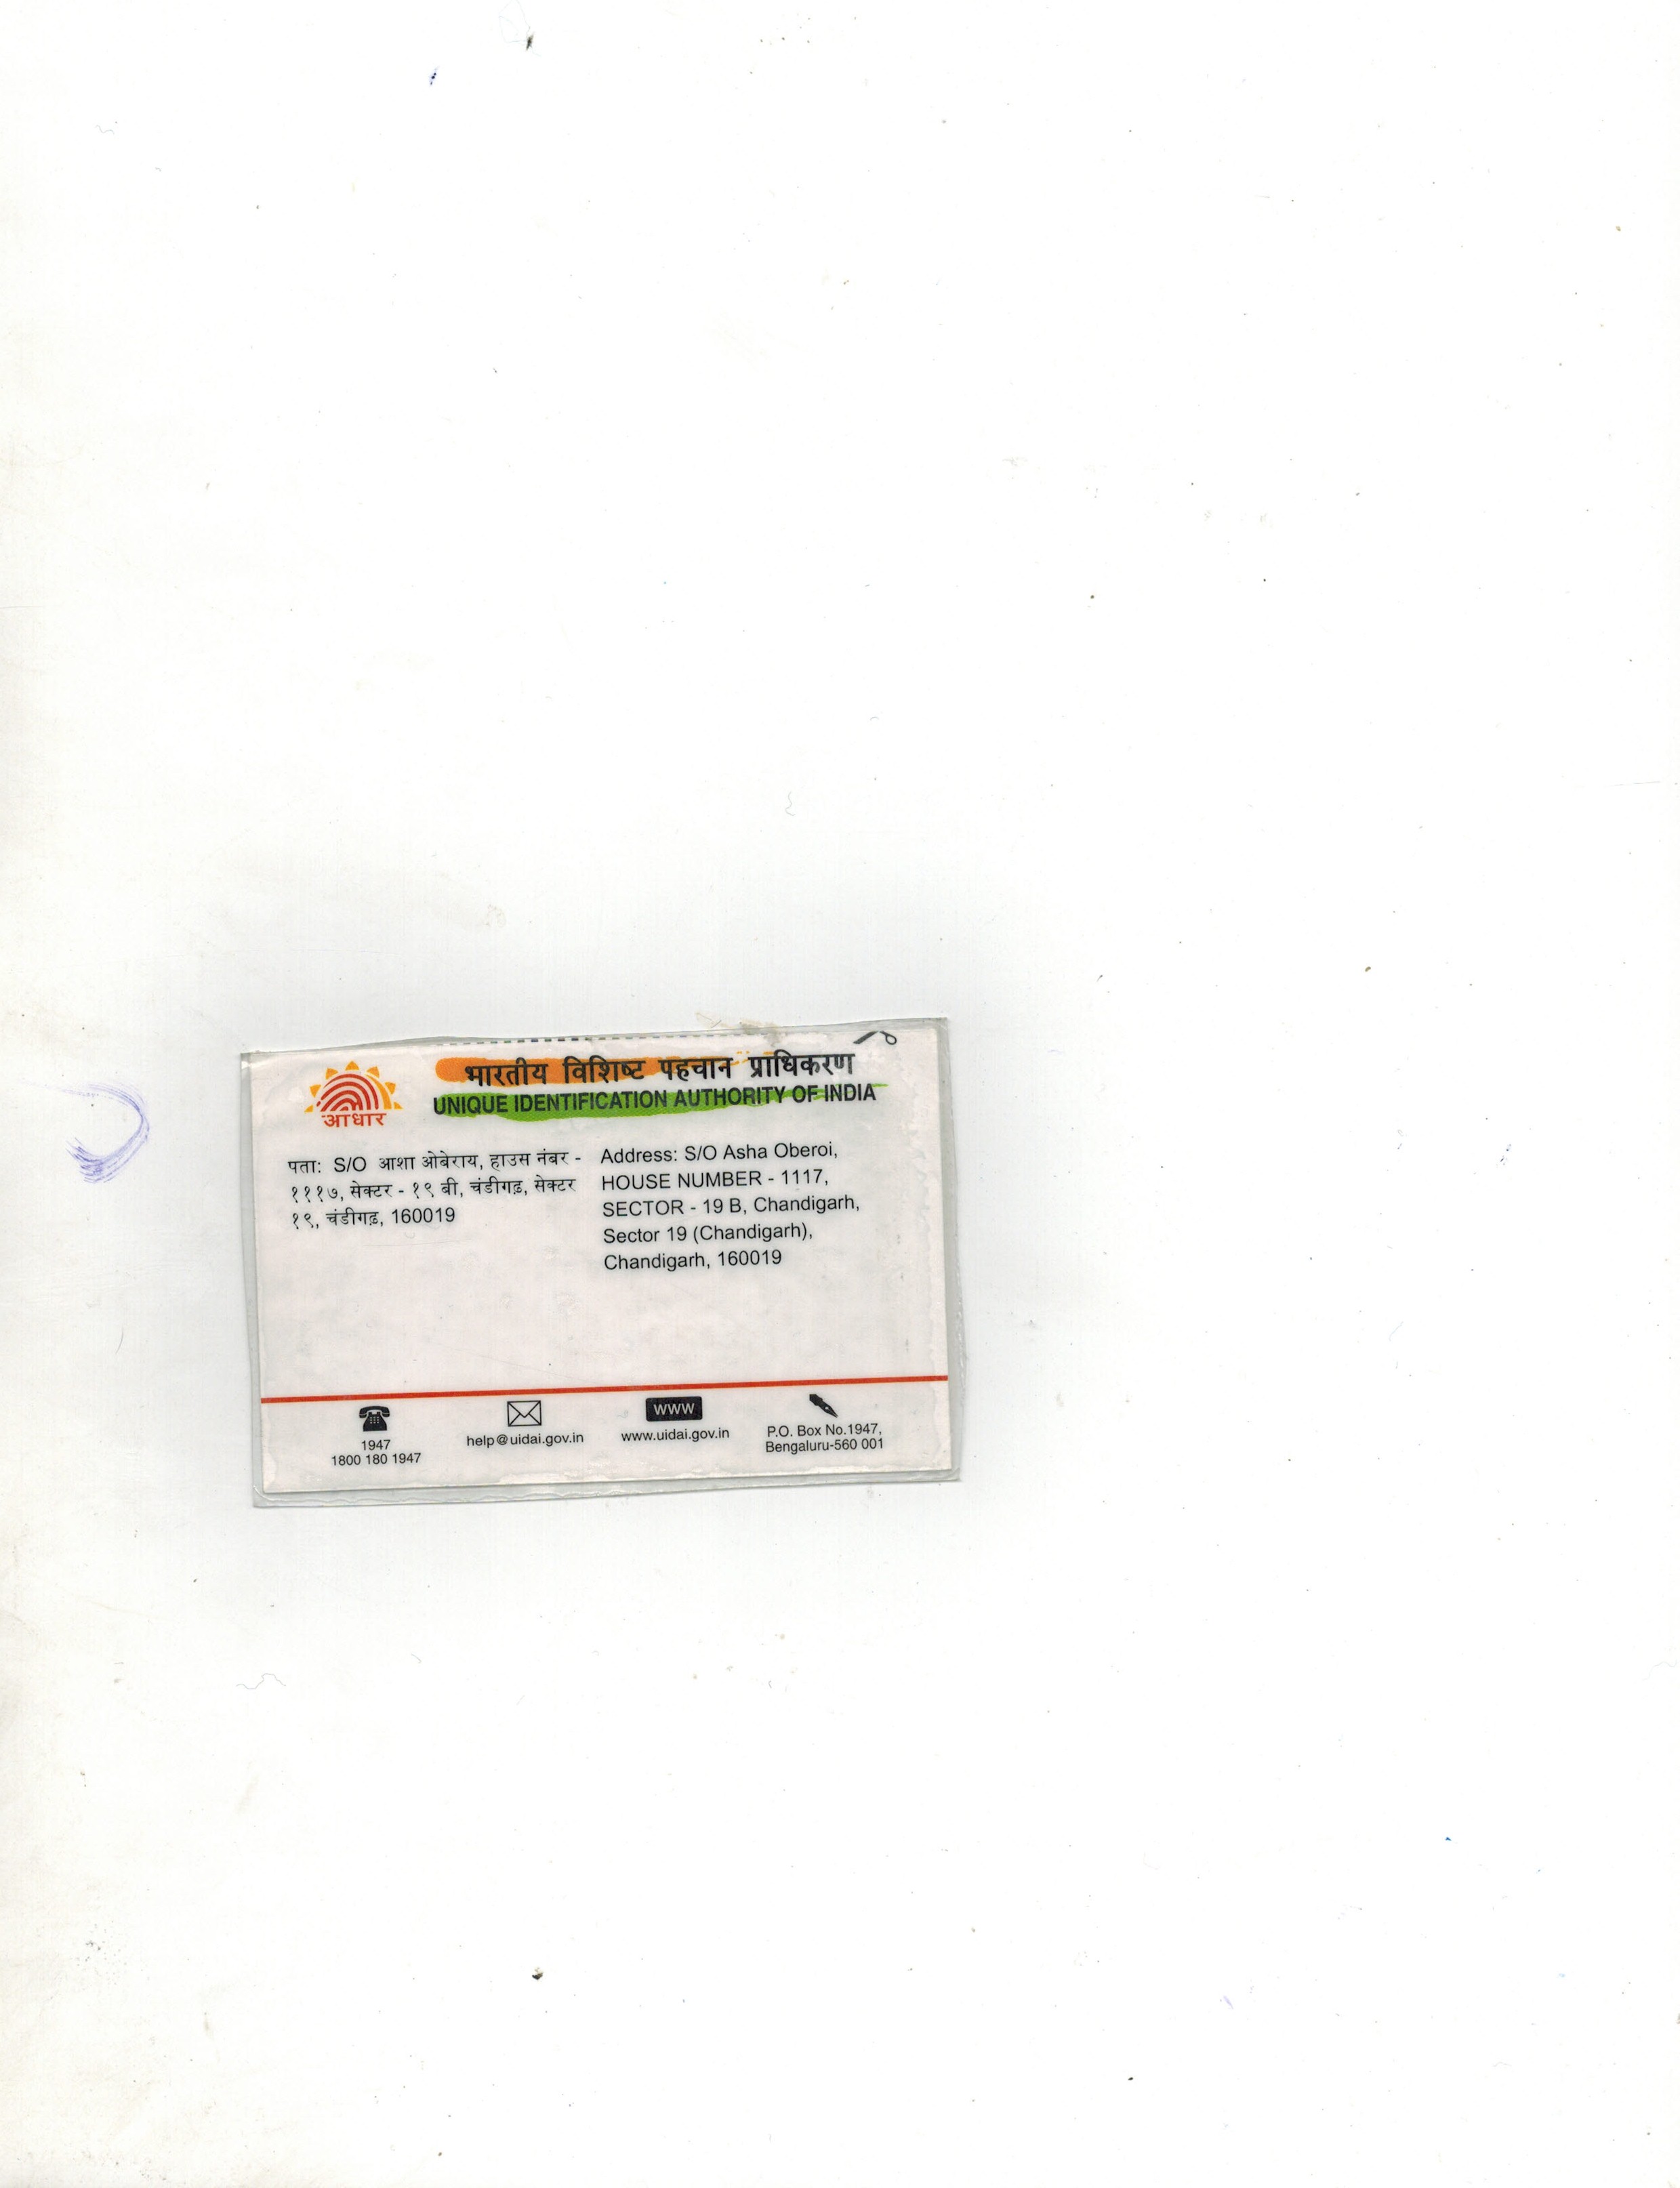 भारतीय विशिष्ट पहचान प्राधिकरण
UNIQUE IDENTIFICATION AUTHORITY OF INDIA
आधार
पता: S/O आशा ओबेराय, हाउस नंबर -
१११७, सेक्टर - १९ बी, चंडीगढ़, सेक्टर
१९, चंडीगढ़, 160019
Address: S/O Asha Oberoi,
HOUSE NUMBER - 1117,
SECTOR - 19 B, Chandigarh,
Sector 19 (Chandigarh),
Chandigarh, 160019
1947
1800 180 1947
help@uidai.gov.in
www
www.uidai.gov.in
P.O. Box No.1947,
Bengaluru-560 001